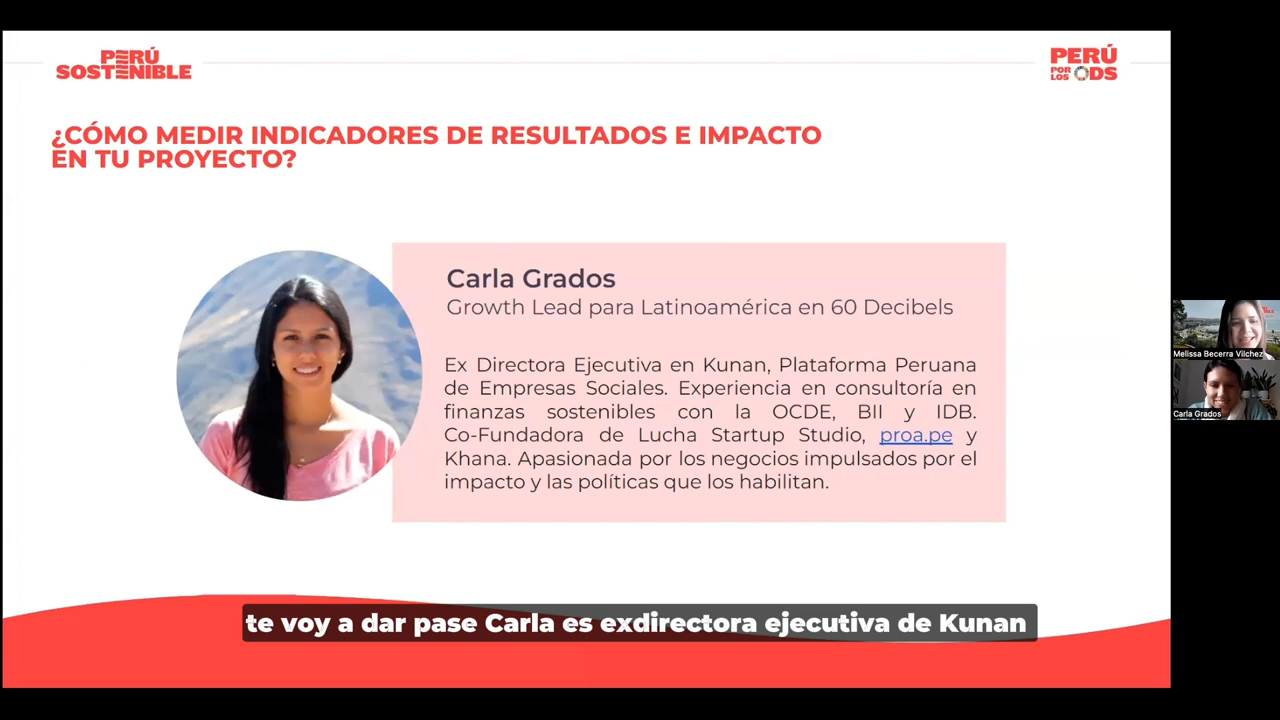 PERÚ
SOSTENIBLE
PERÚ
POR
LOS ODS
¿CÓMO MEDIR INDICADORES DE RESULTADOS E IMPACTO
EN TU PROYECTO?
Carla Grados
Growth Lead para Latinoamérica en 60 Decibels
Ex Directora Ejecutiva en Kunan, Plataforma Peruana
de Empresas Sociales. Experiencia en consultoría en
finanzas sostenibles con la OCDE, BII y IDB.
Co-Fundadora de Lucha Startup Studio, proa.pe y
Khana. Apasionada por los negocios impulsados por el
impacto y las políticas que los habilitan.
Melissa Becerra Vilchez
Carla Grados
te voy a dar pase Carla es exdirectora ejecutiva de Kunan